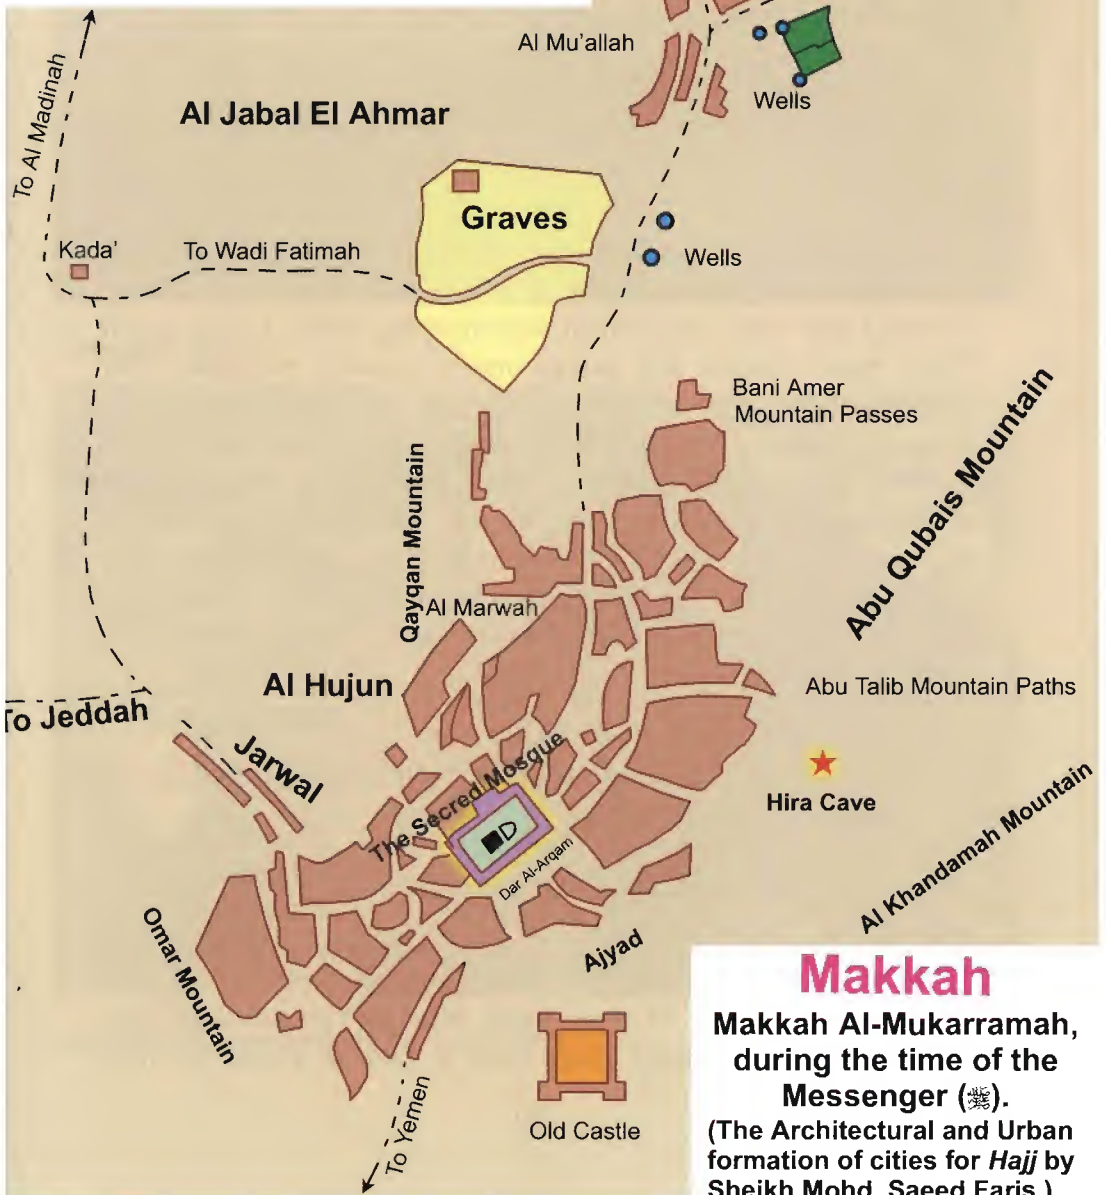 Al Mu'allah
Wells
To Al Madinah
Al Jabal El Ahmar
Graves
Kada'
To Wadi Fatimah
Wells
Bani Amer
Mountain Passes
Abu Qubais Mountain
Qayqan Mountain
Al Marwah
Al Hujun
Abu Talib Mountain Paths
To Jeddah
Jarwal
The Secred Mosque
Hira Cave
Al Khandamah Mountain
Dar Al-Arqam
Omar Mountain
Ajyad
Old Castle
To Yemen
Makkah
Makkah Al-Mukarramah,
during the time of the
Messenger (ﷺ).
(The Architectural and Urban
formation of cities for Hajj by
Sheikh Mohd. Saeed Faris.)